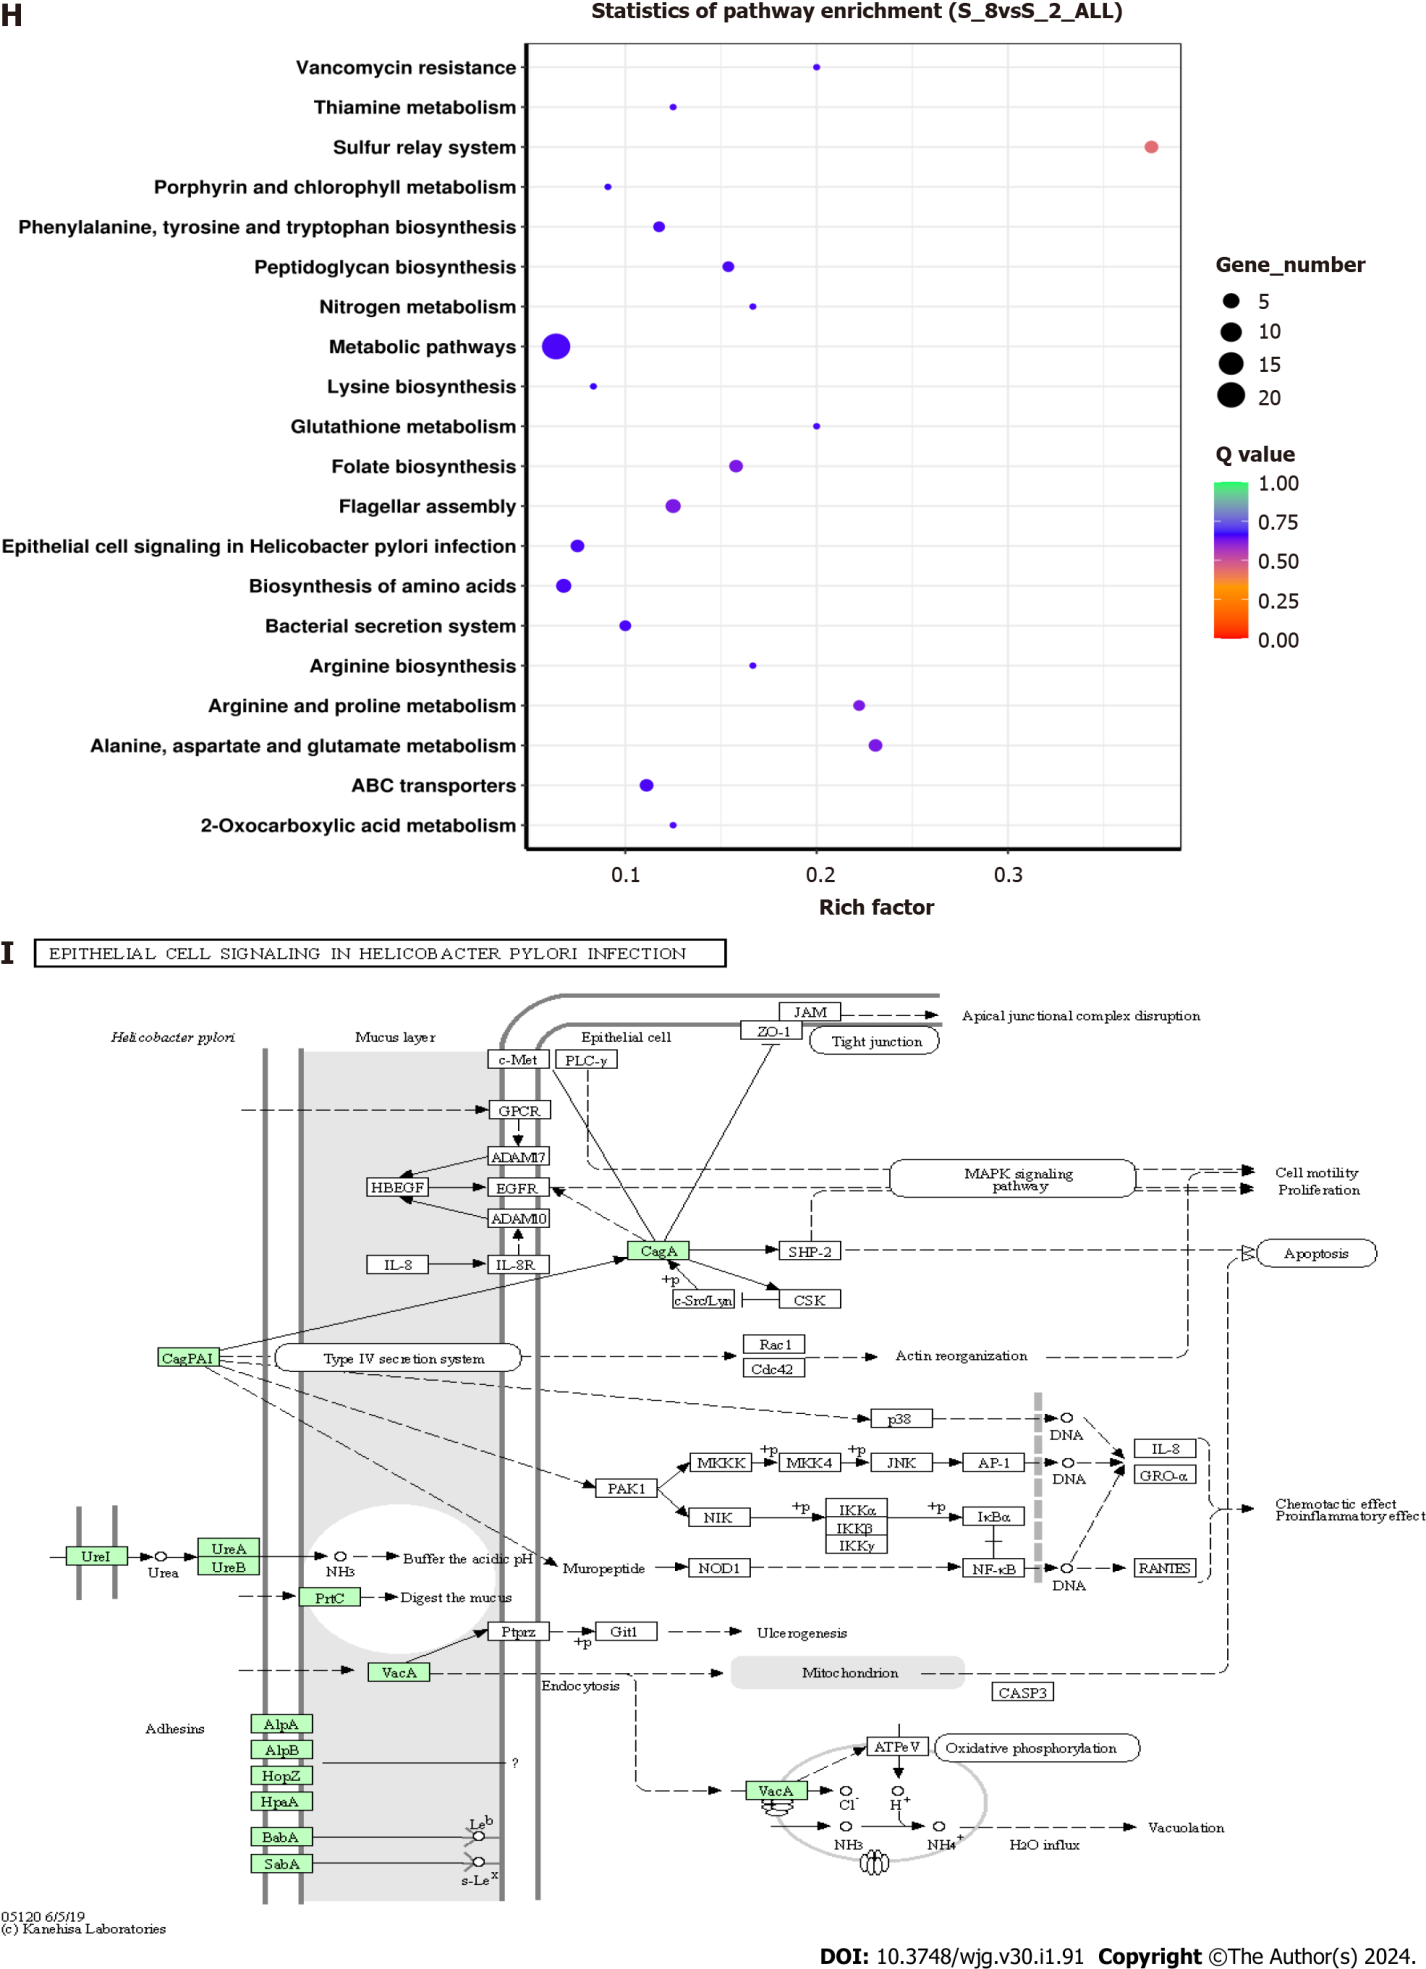 H
Statistics of pathway enrichment (S_8vsS_2_ALL)
Vancomycin resistance
Thiamine metabolism
Sulfur relay system
Porphyrin and chlorophyll metabolism
Phenylalanine, tyrosine and tryptophan biosynthesis
Peptidoglycan biosynthesis
Nitrogen metabolism
Metabolic pathways
Lysine biosynthesis
Glutathione metabolism
Folate biosynthesis
Flagellar assembly
Epithelial cell signaling in Helicobacter pylori infection
Biosynthesis of amino acids
Bacterial secretion system
Arginine biosynthesis
Arginine and proline metabolism
Alanine, aspartate and glutamate metabolism
ABC transporters
2-Oxocarboxylic acid metabolism
0.1 0.2 0.3
Rich factor
Gene_number
5
10
15
20
Q value
1.00
0.75
0.50
0.25
0.00
I
EPITHELIAL CELL SIGNALING IN HELICOBACTER PYLORI INFECTION
Helicobacter pylori
Mucus layer
Epithelial cell
JAM
ZO-1
Tight junction
Apical junctional complex disruption
c-Met
PLC-γ
GPCR
ADAM17
HBEGF
EGFR
ADAM10
IL-8
IL-8R
MAPK signaling
pathway
Cell motility
Proliferation
CagA
SHP-2
Apoptosis
+p
c-Src/Lyn
CSK
CagPAI
Type IV secretion system
Rac1
Cdc42
Actin reorganization
p38
DNA
MKKK
+p
MKK4
+p
JNK
AP-1
DNA
IL-8
GRO-α
PAK1
NIK
+p
IKKα
IKKβ
IKKγ
+p
IκBα
Chemotactic effect
Proinflammatory effect
UreI
Urea
UreA
UreB
NH3
Buffer the acidic pH
Muropeptide
NOD1
NF-κB
DNA
RANTES
PrtC
Digest the mucus
Ptprz
+p
Git1
Ulcerogenesis
VacA
Endocytosis
Mitochondrion
CASP3
Adhesins
AlpA
AlpB
HopZ
HpaA
BabA
SabA
?
Leb
s-Lex
ATPeV
Oxidative phosphorylation
VacA
Cl-
H+
NH3
NH4+
H2O influx
Vacuolation
05120 6/5/19
(c) Kanehisa Laboratories
DOI: 10.3748/wjg.v30.i1.91 Copyright ©The Author(s) 2024.